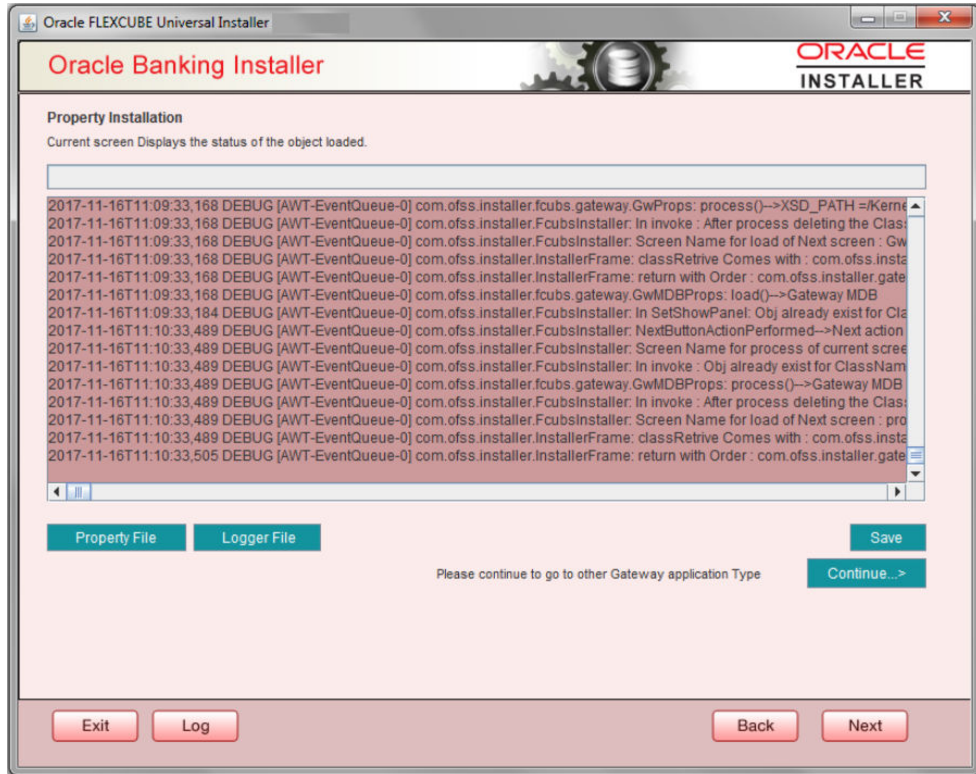 Oracle FLEXCUBE Universal Installer
Oracle Banking Installer
ORACLE
INSTALLER
Property Installation
Current screen Displays the status of the object loaded.
2017-11-16T11:09:33,168 DEBUG [AWT-EventQueue-0] com.ofss.installer.fcubs.gateway.GwProps: process()-->XSD_PATH =/Kerne
2017-11-16T11:09:33,168 DEBUG [AWT-EventQueue-0] com.ofss.installer.FcubsInstaller: In invoke : After process deleting the Clas
2017-11-16T11:09:33,168 DEBUG [AWT-EventQueue-0] com.ofss.installer.FcubsInstaller: Screen Name for load of Next screen : Gw
2017-11-16T11:09:33,168 DEBUG [AWT-EventQueue-0] com.ofss.installer.InstallerFrame: classRetrive Comes with : com.ofss.insta
2017-11-16T11:09:33,168 DEBUG [AWT-EventQueue-0] com.ofss.installer.InstallerFrame: return with Order : com.ofss.installer.gate
2017-11-16T11:09:33,168 DEBUG [AWT-EventQueue-0] com.ofss.installer.fcubs.gateway.GwMDBProps: load()-->Gateway MDB
2017-11-16T11:09:33,184 DEBUG [AWT-EventQueue-0] com.ofss.installer.FcubsInstaller: In SetShowPanel: Obj already exist for Cla
2017-11-16T11:10:33,489 DEBUG [AWT-EventQueue-0] com.ofss.installer.FcubsInstaller: NextButtonActionPerformed-->Next action
2017-11-16T11:10:33,489 DEBUG [AWT-EventQueue-0] com.ofss.installer.FcubsInstaller: Screen Name for process of current scree
2017-11-16T11:10:33,489 DEBUG [AWT-EventQueue-0] com.ofss.installer.FcubsInstaller: In invoke : Obj already exist for ClassNam
2017-11-16T11:10:33,489 DEBUG [AWT-EventQueue-0] com.ofss.installer.fcubs.gateway.GwMDBProps: process()-->Gateway MDB
2017-11-16T11:10:33,489 DEBUG [AWT-EventQueue-0] com.ofss.installer.FcubsInstaller: In invoke : After process deleting the Clas
2017-11-16T11:10:33,489 DEBUG [AWT-EventQueue-0] com.ofss.installer.FcubsInstaller: Screen Name for load of Next screen : pro
2017-11-16T11:10:33,489 DEBUG [AWT-EventQueue-0] com.ofss.installer.InstallerFrame: classRetrive Comes with : com.ofss.insta
2017-11-16T11:10:33,505 DEBUG [AWT-EventQueue-0] com.ofss.installer.InstallerFrame: return with Order : com.ofss.installer.gate
Property File Logger File Save
Please continue to go to other Gateway application Type Continue...>
Exit Log Back Next